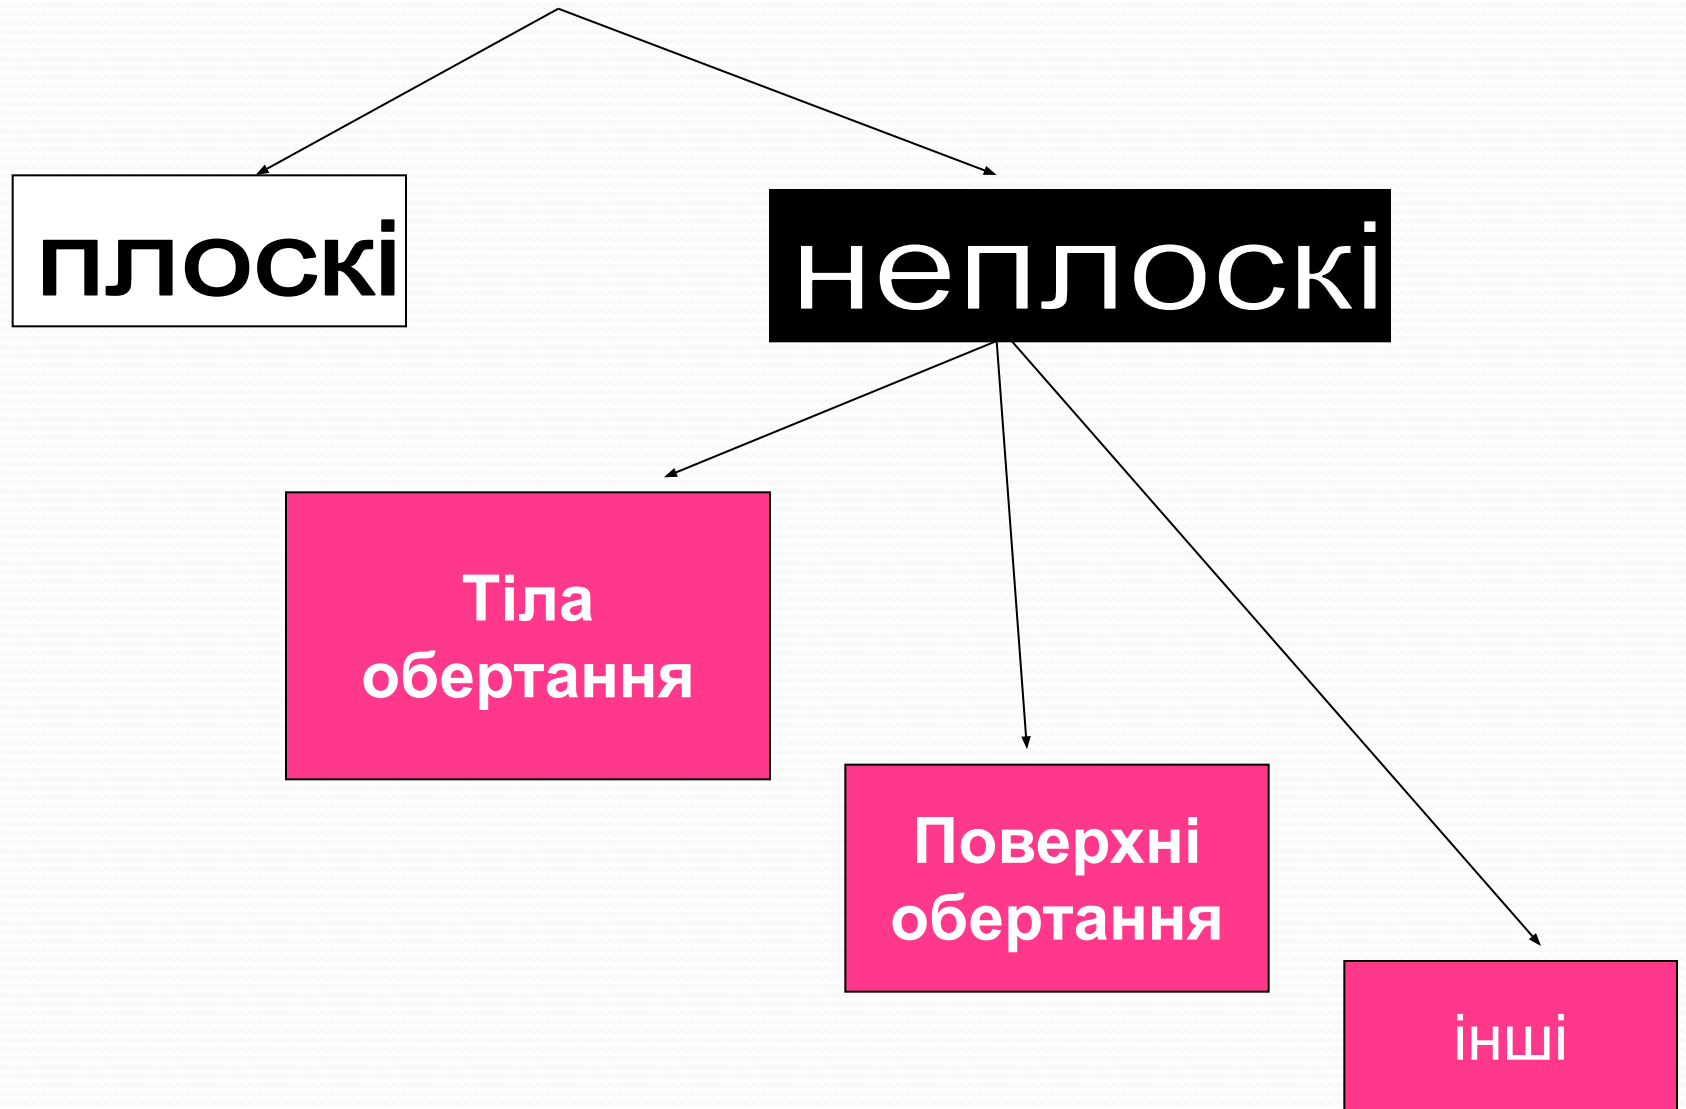 плоскі
неплоскі
Тіла
обертання
Поверхні
обертання
інші